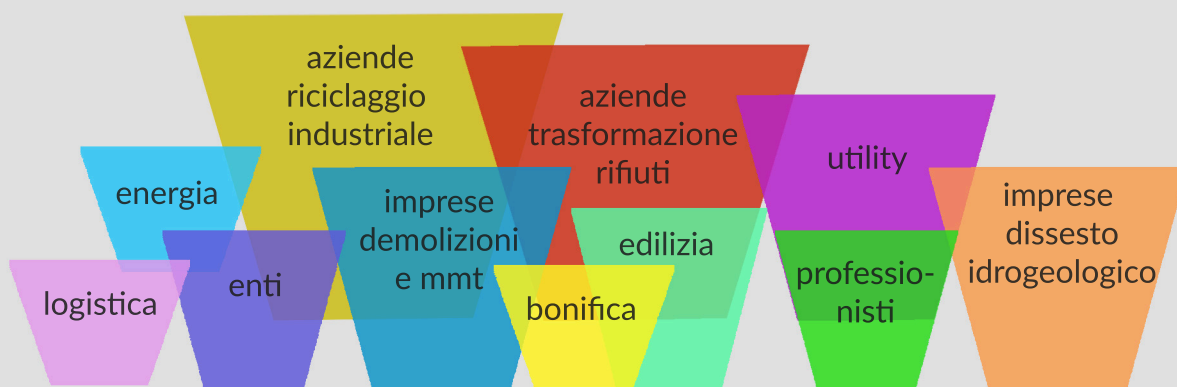 aziende
riciclaggio
industriale
aziende
trasformazione
rifiuti
utility
energia
imprese
demolizioni
e mmt
edilizia
imprese
dissesto
idrogeologico
logistica
enti
bonifica
professio-
nisti